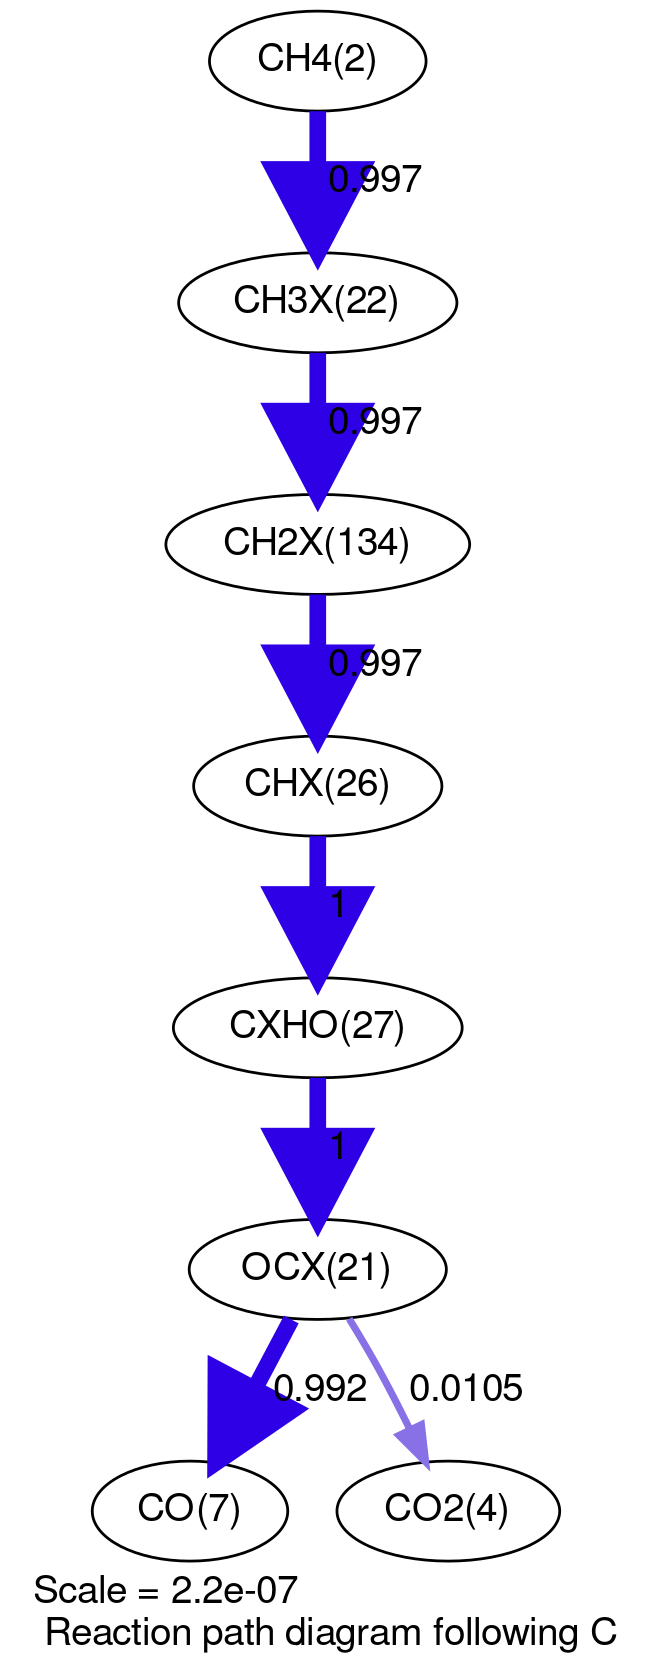 CH4(2)
0.997
CH3X(22)
0.997
CH2X(134)
0.997
CHX(26)
1
CXHO(27)
1
OCX(21)
0.992
0.0105
CO(7)
CO2(4)
Scale = 2.2e-07
Reaction path diagram following C